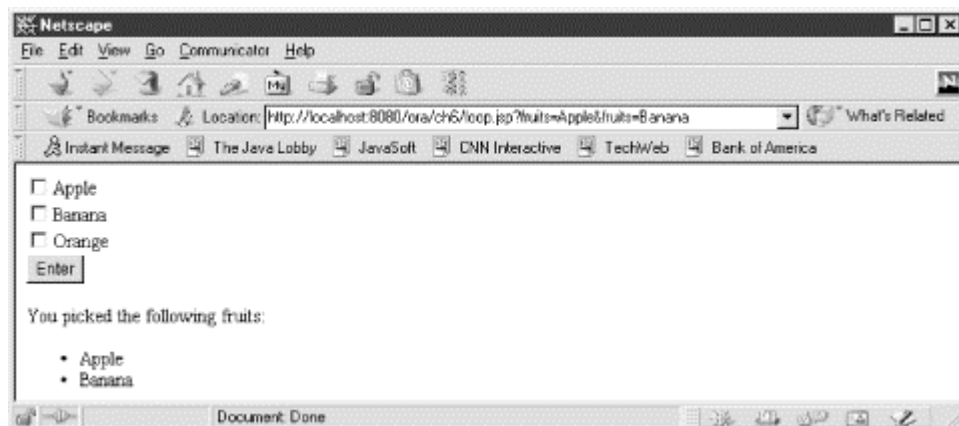 Netscape
File Edit View Go Communicator Help
My
N
Bookmarks Location: http://localhost:8080/ora/ch6/loop.jsp?fruits=Apple&fruits=Banana What's Related
Instant Message The Java Lobby JavaSoft CNN Interactive TechWeb Bank of America
Apple
Banana
Orange
Enter
You picked the following fruits:
• Apple
• Banana
Document: Done